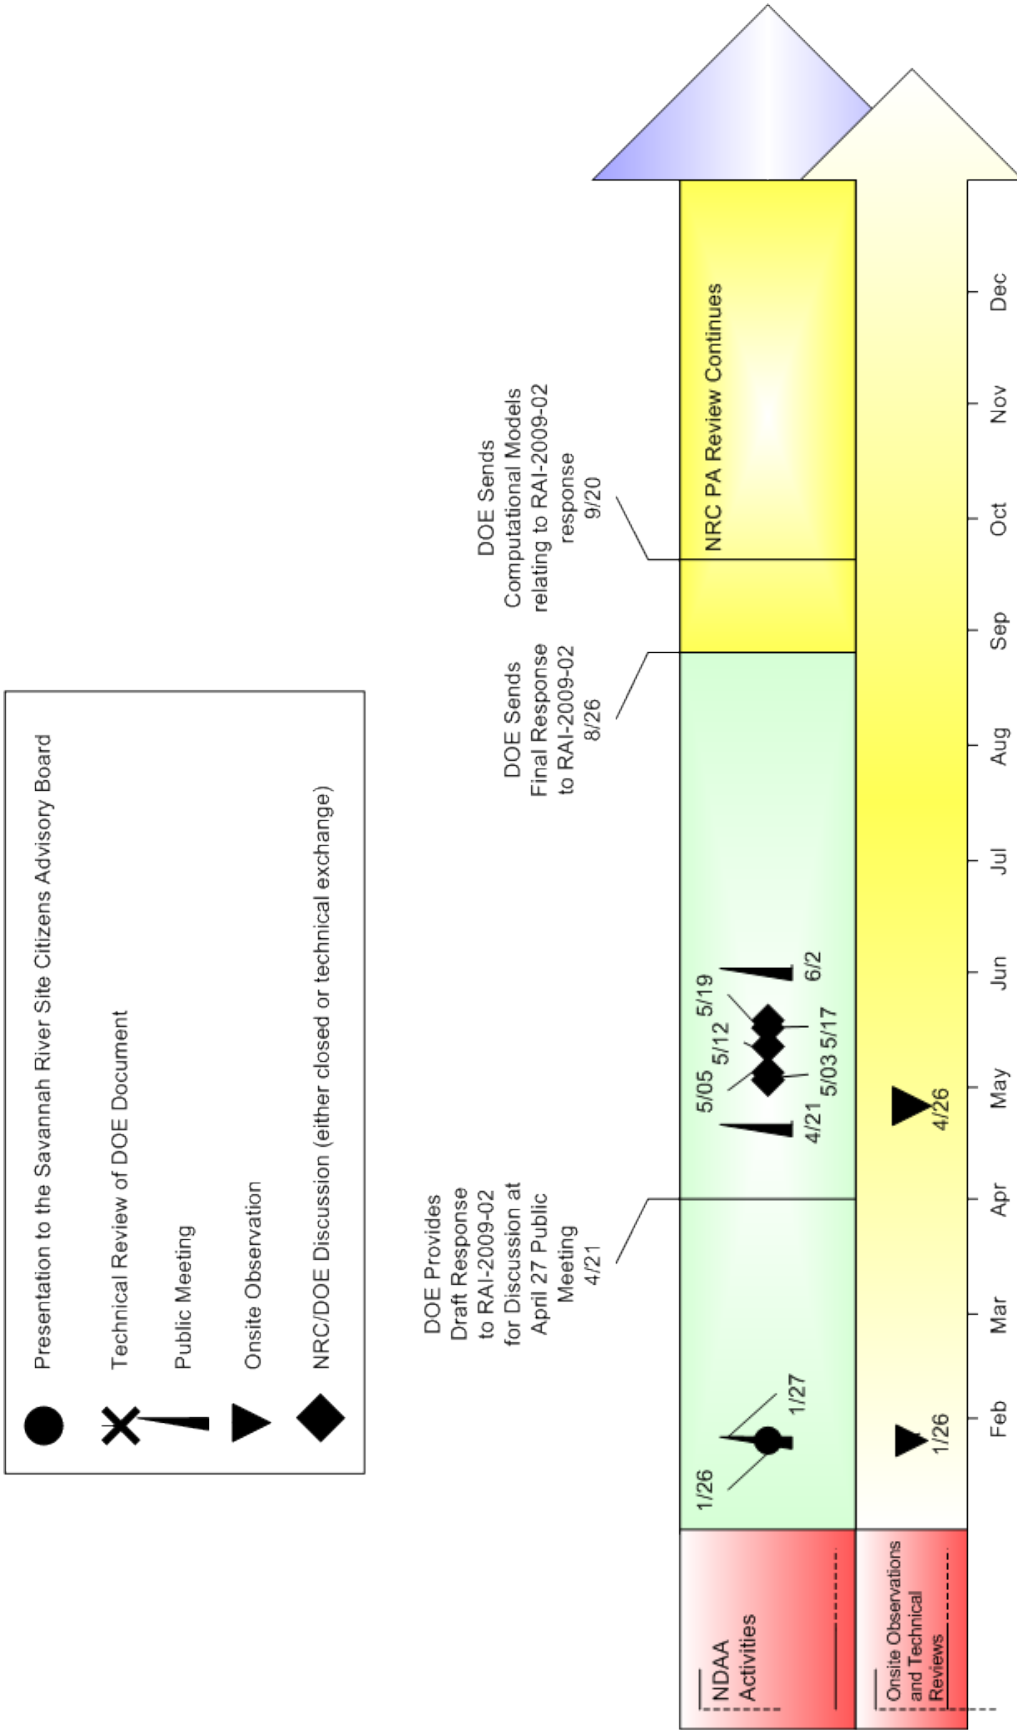 Presentation to the Savannah River Site Citizens Advisory Board
Technical Review of DOE Document
Public Meeting
Onsite Observation
NRC/DOE Discussion (either closed or technical exchange)
DOE Provides
Draft Response
to RAI-2009-02
for Discussion at
April 27 Public
Meeting
4/21
DOE Sends
Final Response
to RAI-2009-02
8/26
DOE Sends
Computational Models
relating to RAI-2009-02
response
9/20
NDAA
Activities
1/26
1/27
4/21
5/05
5/03
5/12
5/17
5/19
6/2
NRC PA Review Continues
Onsite Observations
and Technical
Reviews
1/26
4/26
Feb
Mar
Apr
May
Jun
Jul
Aug
Sep
Oct
Nov
Dec